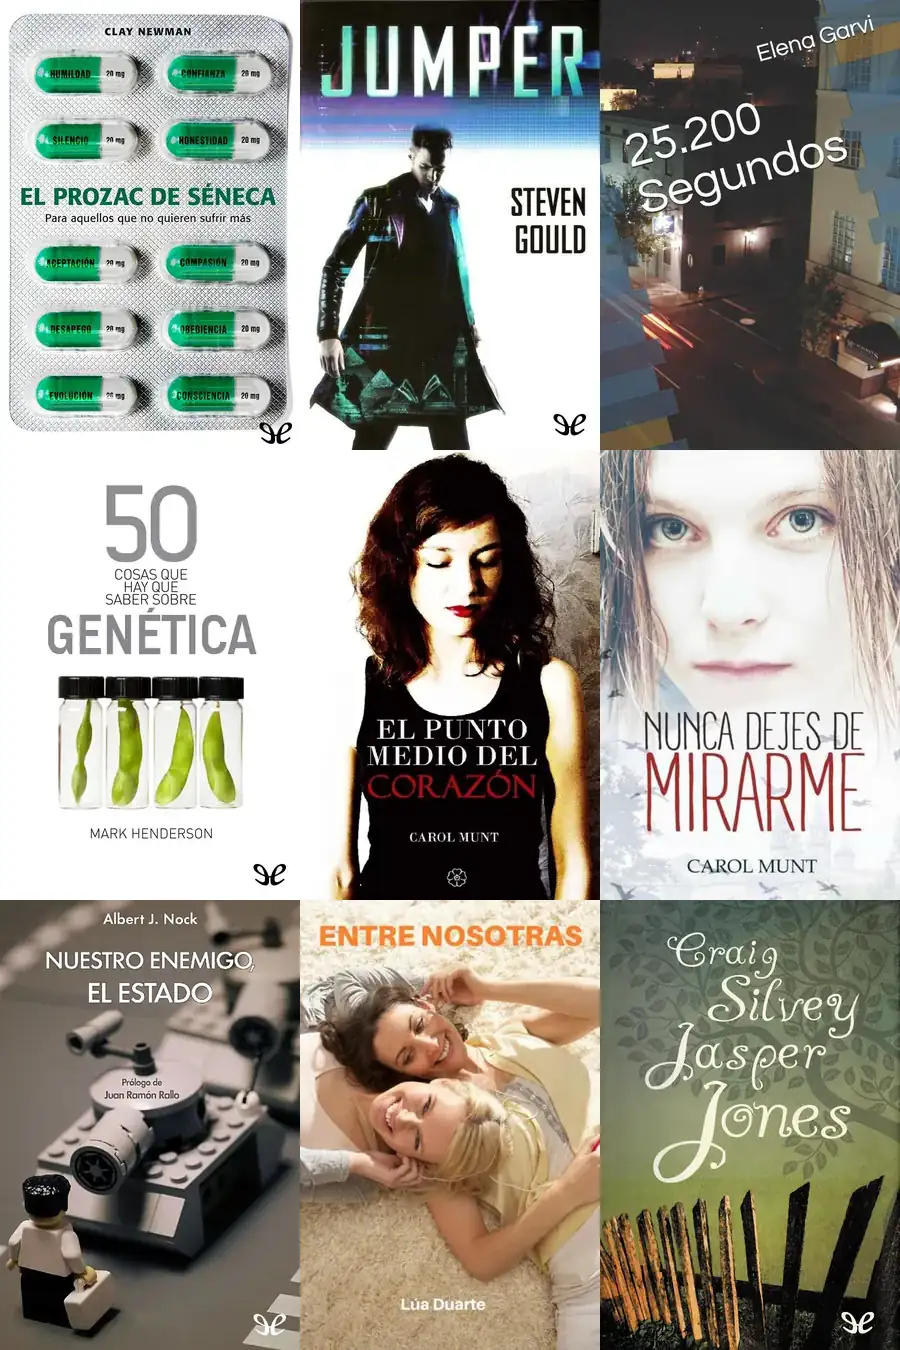 CLAY NEWMAN
HUMILDAD 20 mg
CONFIANZA 20 mg
SILENCIO 20 mg
HONESTIDAD 20 mg
EL PROZAC DE SÉNECA
Para aquellos que no quieren sufrir más
ACEPTACIÓN 20 mg
COMPASIÓN 20 mg
DESAPEGO 20 mg
OBEDIENCIA 20 mg
EVOLUCIÓN 20 mg
CONSCIENCIA 20 mg
JUMPER
STEVEN
GOULD
Elena Garvi
25.200
Segundos
50
COSAS QUE
HAY QUE
SABER SOBRE
GENÉTICA
MARK HENDERSON
EL PUNTO
MEDIO DEL
CORAZÓN
CAROL MUNT
NUNCA DEJES DE
MIRARME
CAROL MUNT
Albert J. Nock
NUESTRO ENEMIGO,
EL ESTADO
Prólogo de
Juan Ramón Rallo
ENTRE NOSOTRAS
Lúa Duarte
Craig
Silvey
Jasper
Jones